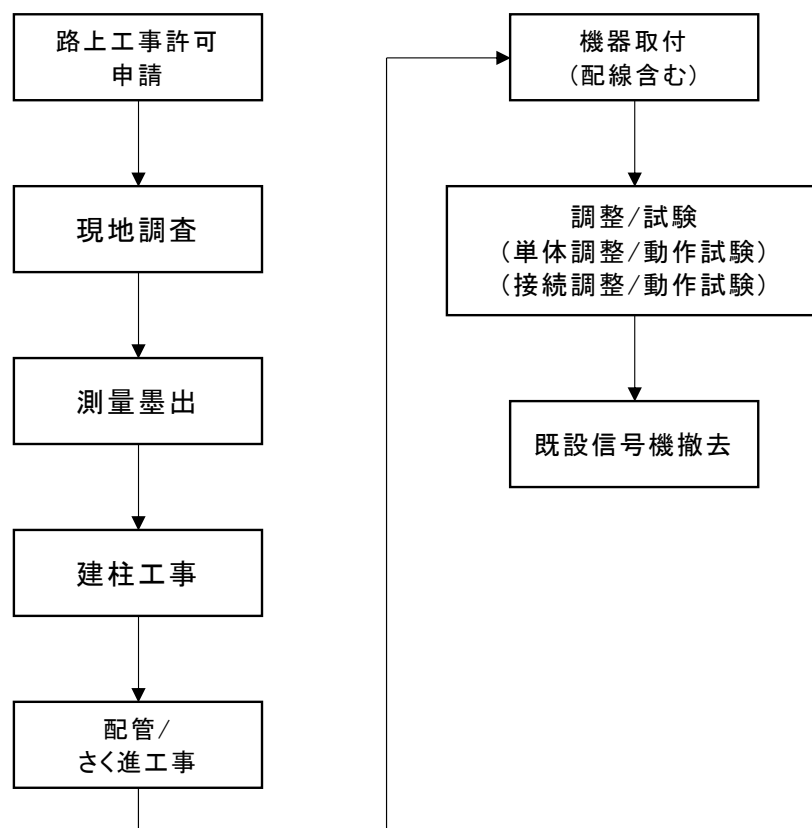 路上工事許可
申請
現地調査
測量墨出
建柱工事
配管/
さく進工事
機器取付
（配線含む）
調整/試験
（単体調整/動作試験）
（接続調整/動作試験）
既設信号機撤去